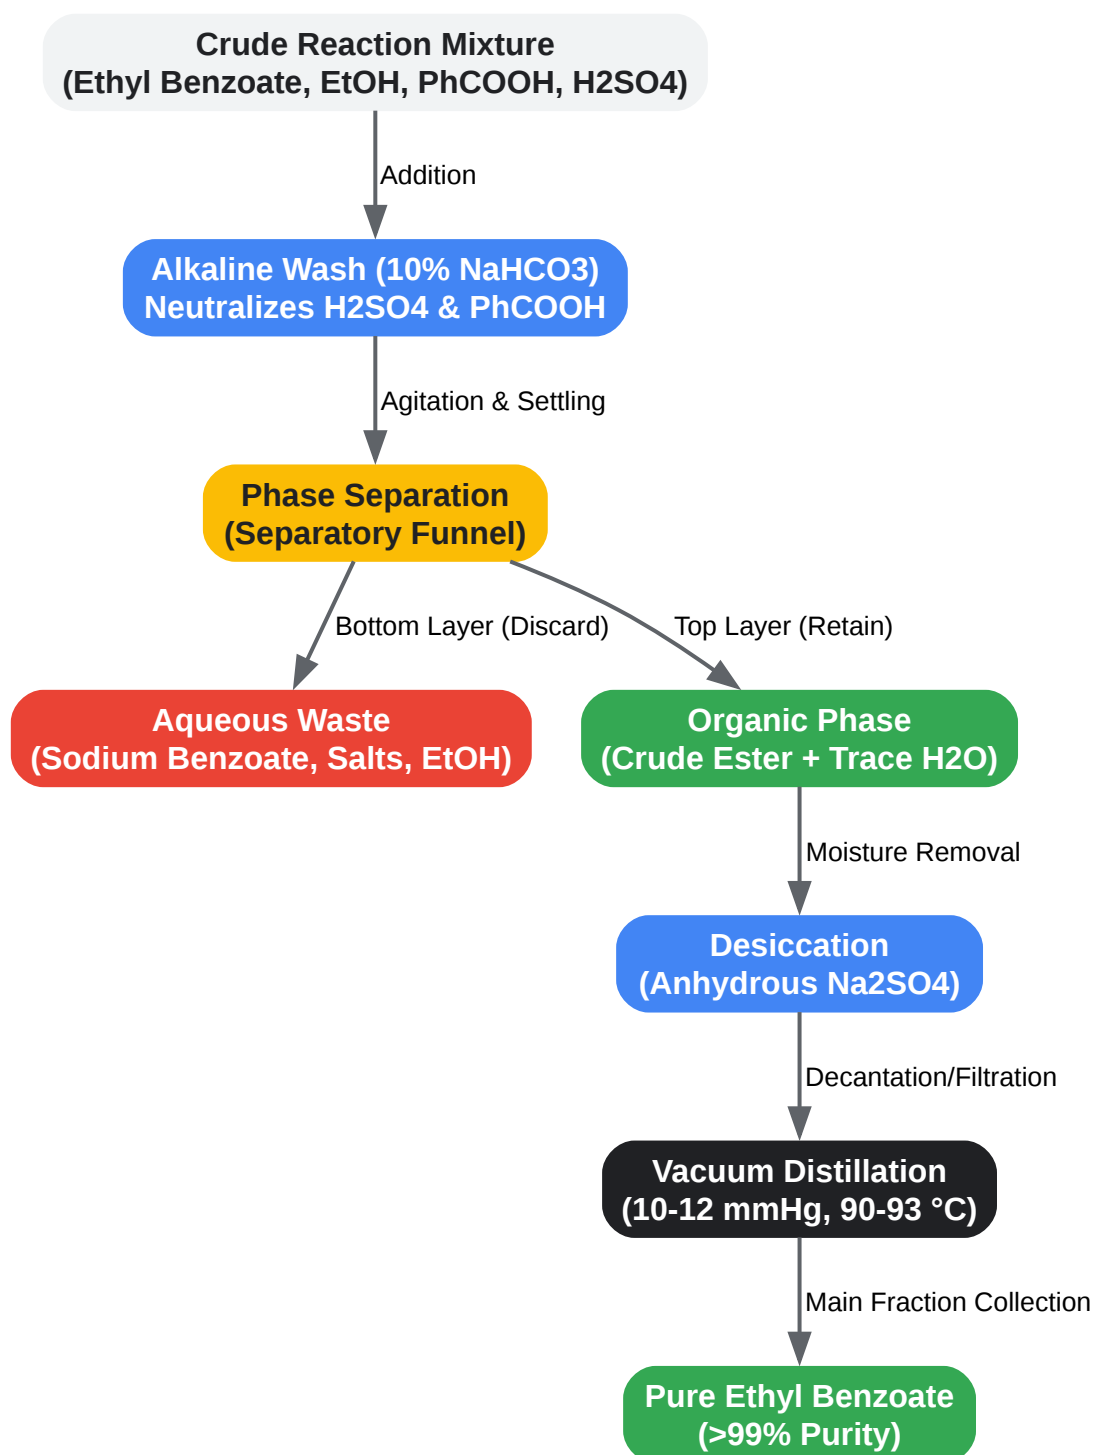 Crude Reaction Mixture
(Ethyl Benzoate, EtOH, PhCOOH, H2SO4)
Addition
Alkaline Wash (10% NaHCO3)
Neutralizes H2SO4 & PhCOOH
Agitation & Settling
Phase Separation
(Separatory Funnel)
Bottom Layer (Discard)
Top Layer (Retain)
Aqueous Waste
(Sodium Benzoate, Salts, EtOH)
Organic Phase
(Crude Ester + Trace H2O)
Moisture Removal
Desiccation
(Anhydrous Na2SO4)
Decantation/Filtration
Vacuum Distillation
(10-12 mmHg, 90-93 °C)
Main Fraction Collection
Pure Ethyl Benzoate
(>99% Purity)